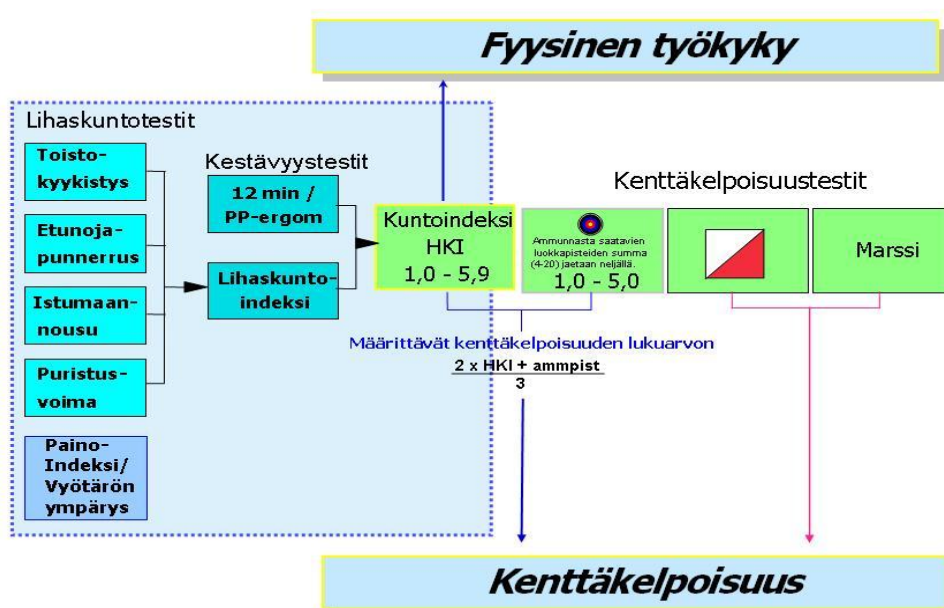 Fyysinen työkyky
Lihaskuntotestit
Toisto-
kyykistys
Etunoja-
punnerrus
Istumaan-
nousu
Puristus-
voima
Paino-
Indeksi/
Vyötärön
ympärys
Kestävyystestit
12 min /
PP-ergom
Lihaskunto-
indeksi
Kuntoindeksi
HKI
1,0 - 5,9
Kenttäkelpoisuustestit
Ammunnasta saatavien
luokkapisteiden summa
(4-20) jaetaan neljällä.
1,0 - 5,0
Marssi
Määrittävät kenttäkelpoisuuden lukuarvon
2 x HKI + ammpist
3
Kenttäkelpoisuus